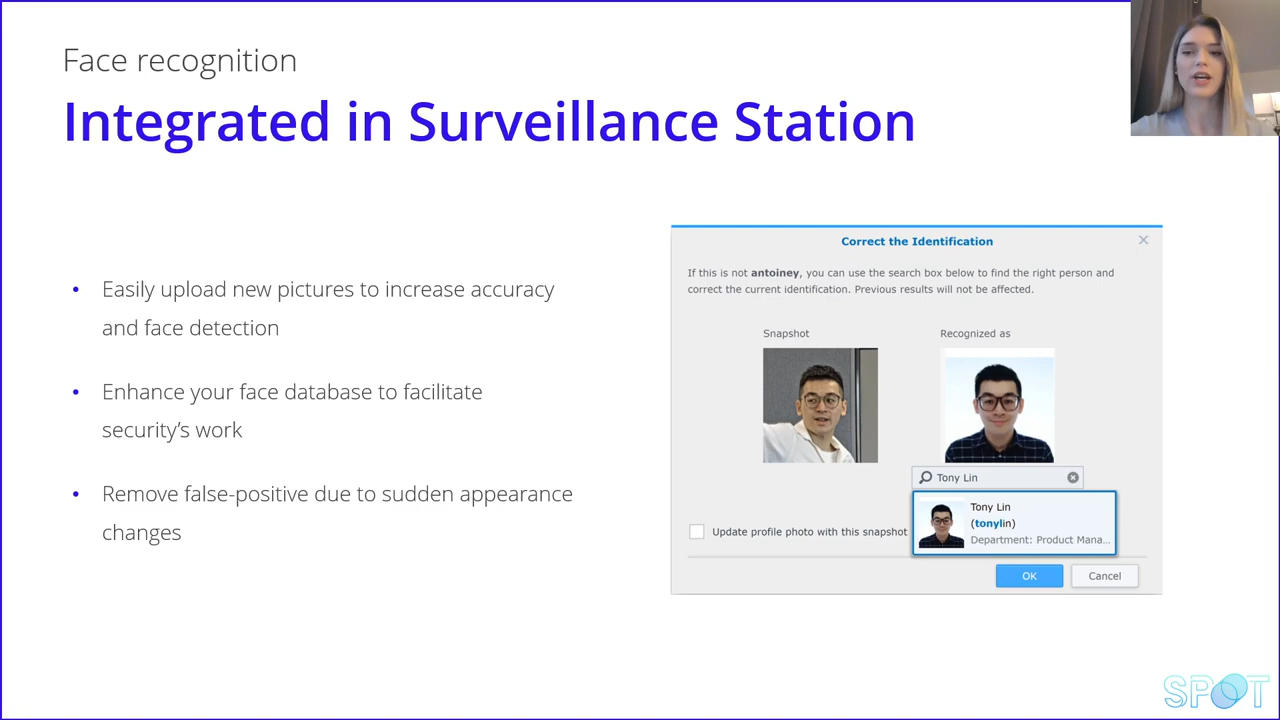 Face recognition
Integrated in Surveillance Station
• Easily upload new pictures to increase accuracy
and face detection
• Enhance your face database to facilitate
security's work
• Remove false-positive due to sudden appearance
changes
Correct the Identification
If this is not antoiney, you can use the search box below to find the right person and
correct the current identification. Previous results will not be affected.
Snapshot
Recognized as
Tony Lin
Tony Lin
(tonylin)
Department: Product Mana...
Update profile photo with this snapshot
OK
Cancel
SPOT